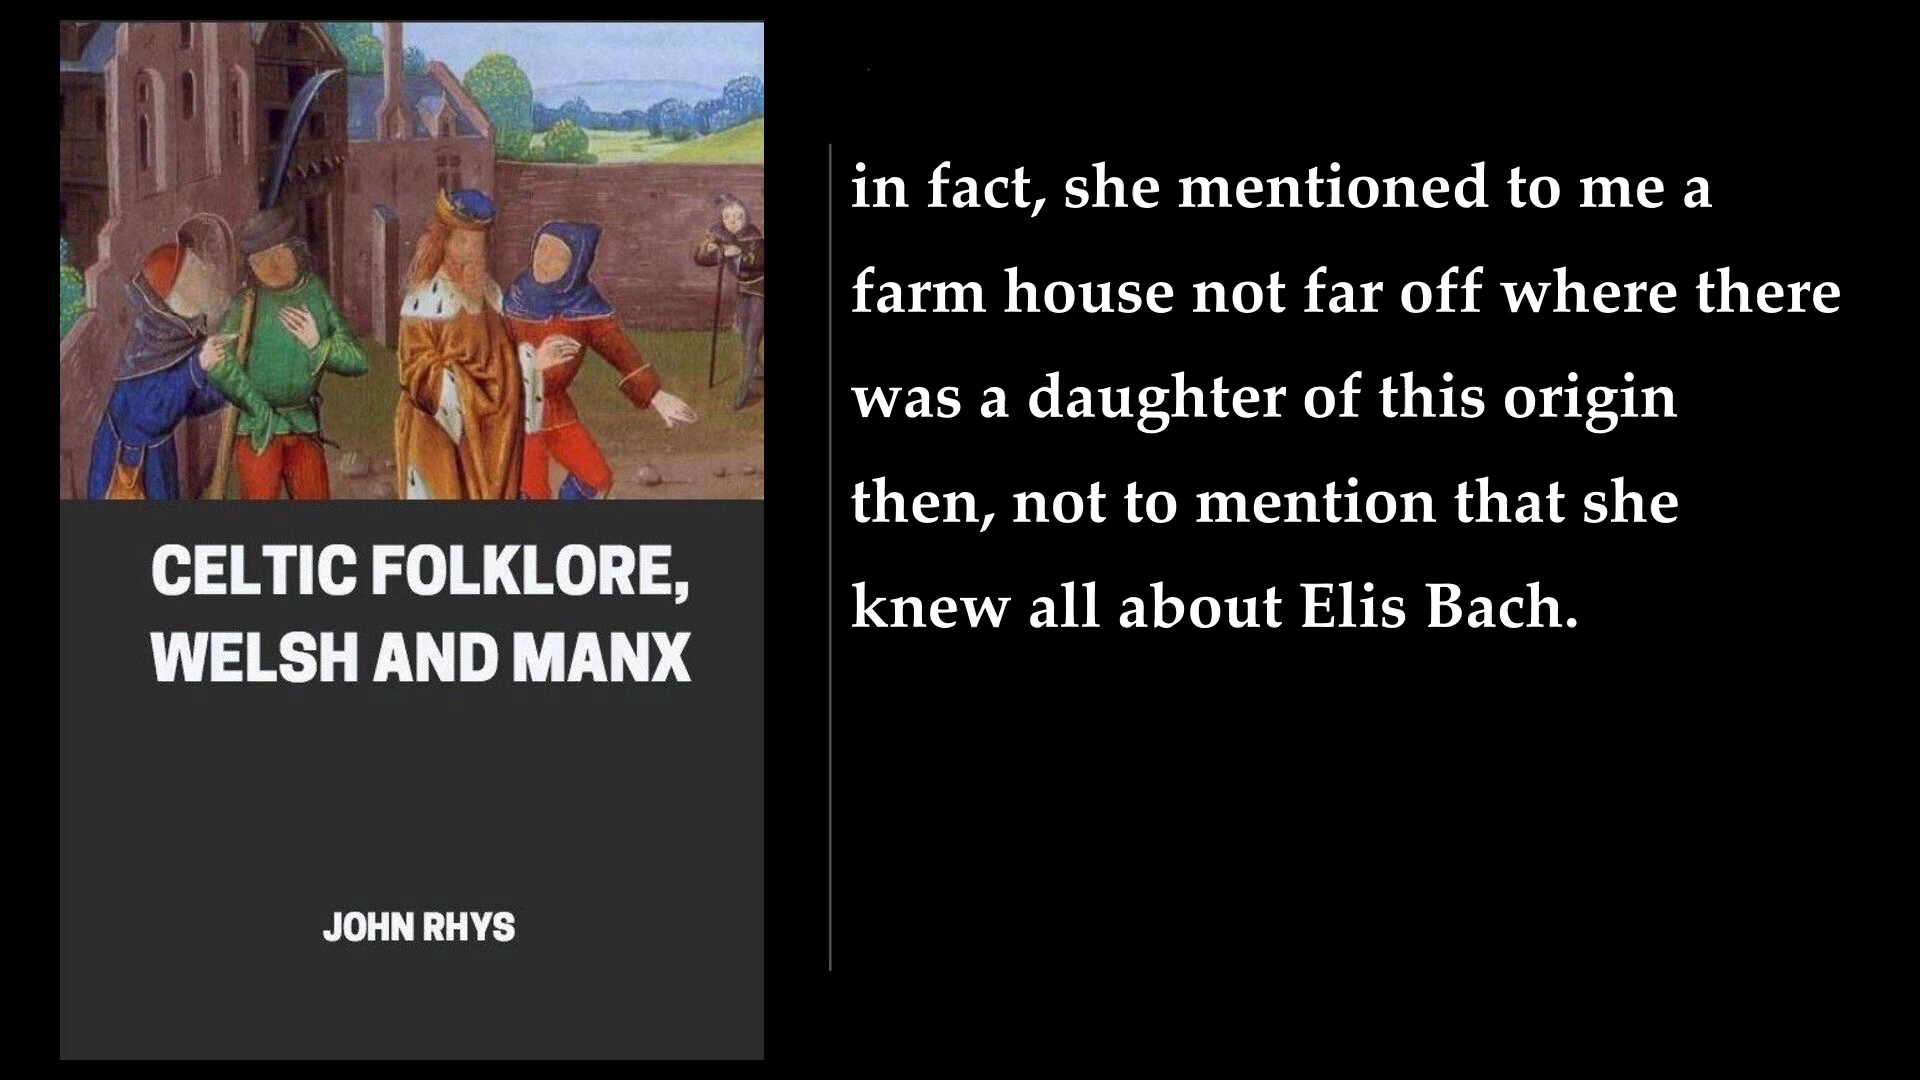 CELTIC FOLKLORE,
WELSH AND MANX
JOHN RHYS
in fact, she mentioned to me a
farm house not far off where there
was a daughter of this origin
then, not to mention that she
knew all about Elis Bach.